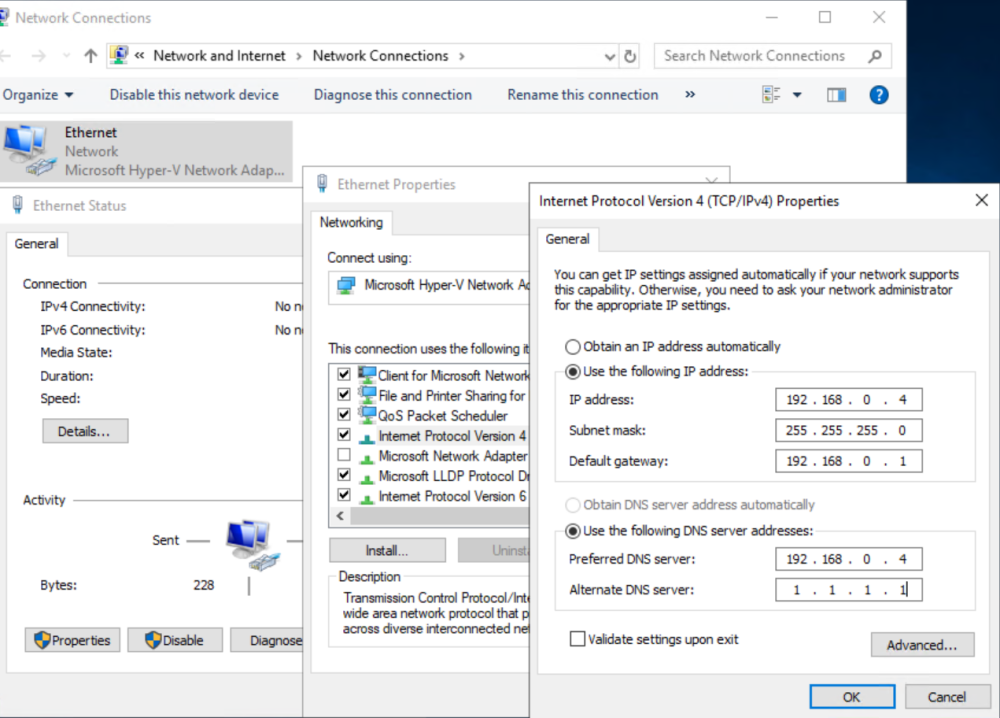 Network Connections
« Network and Internet › Network Connections ›
Search Network Connections
Organize
Disable this network device
Diagnose this connection
Rename this connection
»
?
Ethernet
Network
Microsoft Hyper-V Network Adap...
Ethernet Status
General
Connection
IPv4 Connectivity: No n
IPv6 Connectivity: No n
Media State:
Duration:
Speed:
Details...
Activity
Sent
Bytes: 228
Properties
Disable
Diagnose
Ethernet Properties
Networking
Connect using:
Microsoft Hyper-V Network Ad
This connection uses the following it
Client for Microsoft Network
File and Printer Sharing for
QoS Packet Scheduler
Internet Protocol Version 4
Microsoft Network Adapter
Microsoft LLDP Protocol Dr
Internet Protocol Version 6
Install...
Uninsta
Description
Transmission Control Protocol/Inte
wide area network protocol that p
across diverse interconnected net
Internet Protocol Version 4 (TCP/IPv4) Properties
General
You can get IP settings assigned automatically if your network supports
this capability. Otherwise, you need to ask your network administrator
for the appropriate IP settings.
Obtain an IP address automatically
Use the following IP address:
IP address: 192 . 168 . 0 . 4
Subnet mask: 255 . 255 . 255 . 0
Default gateway: 192 . 168 . 0 . 1
Obtain DNS server address automatically
Use the following DNS server addresses:
Preferred DNS server: 192 . 168 . 0 . 4
Alternate DNS server: 1 . 1 . 1 . 1
Validate settings upon exit
Advanced...
OK
Cancel